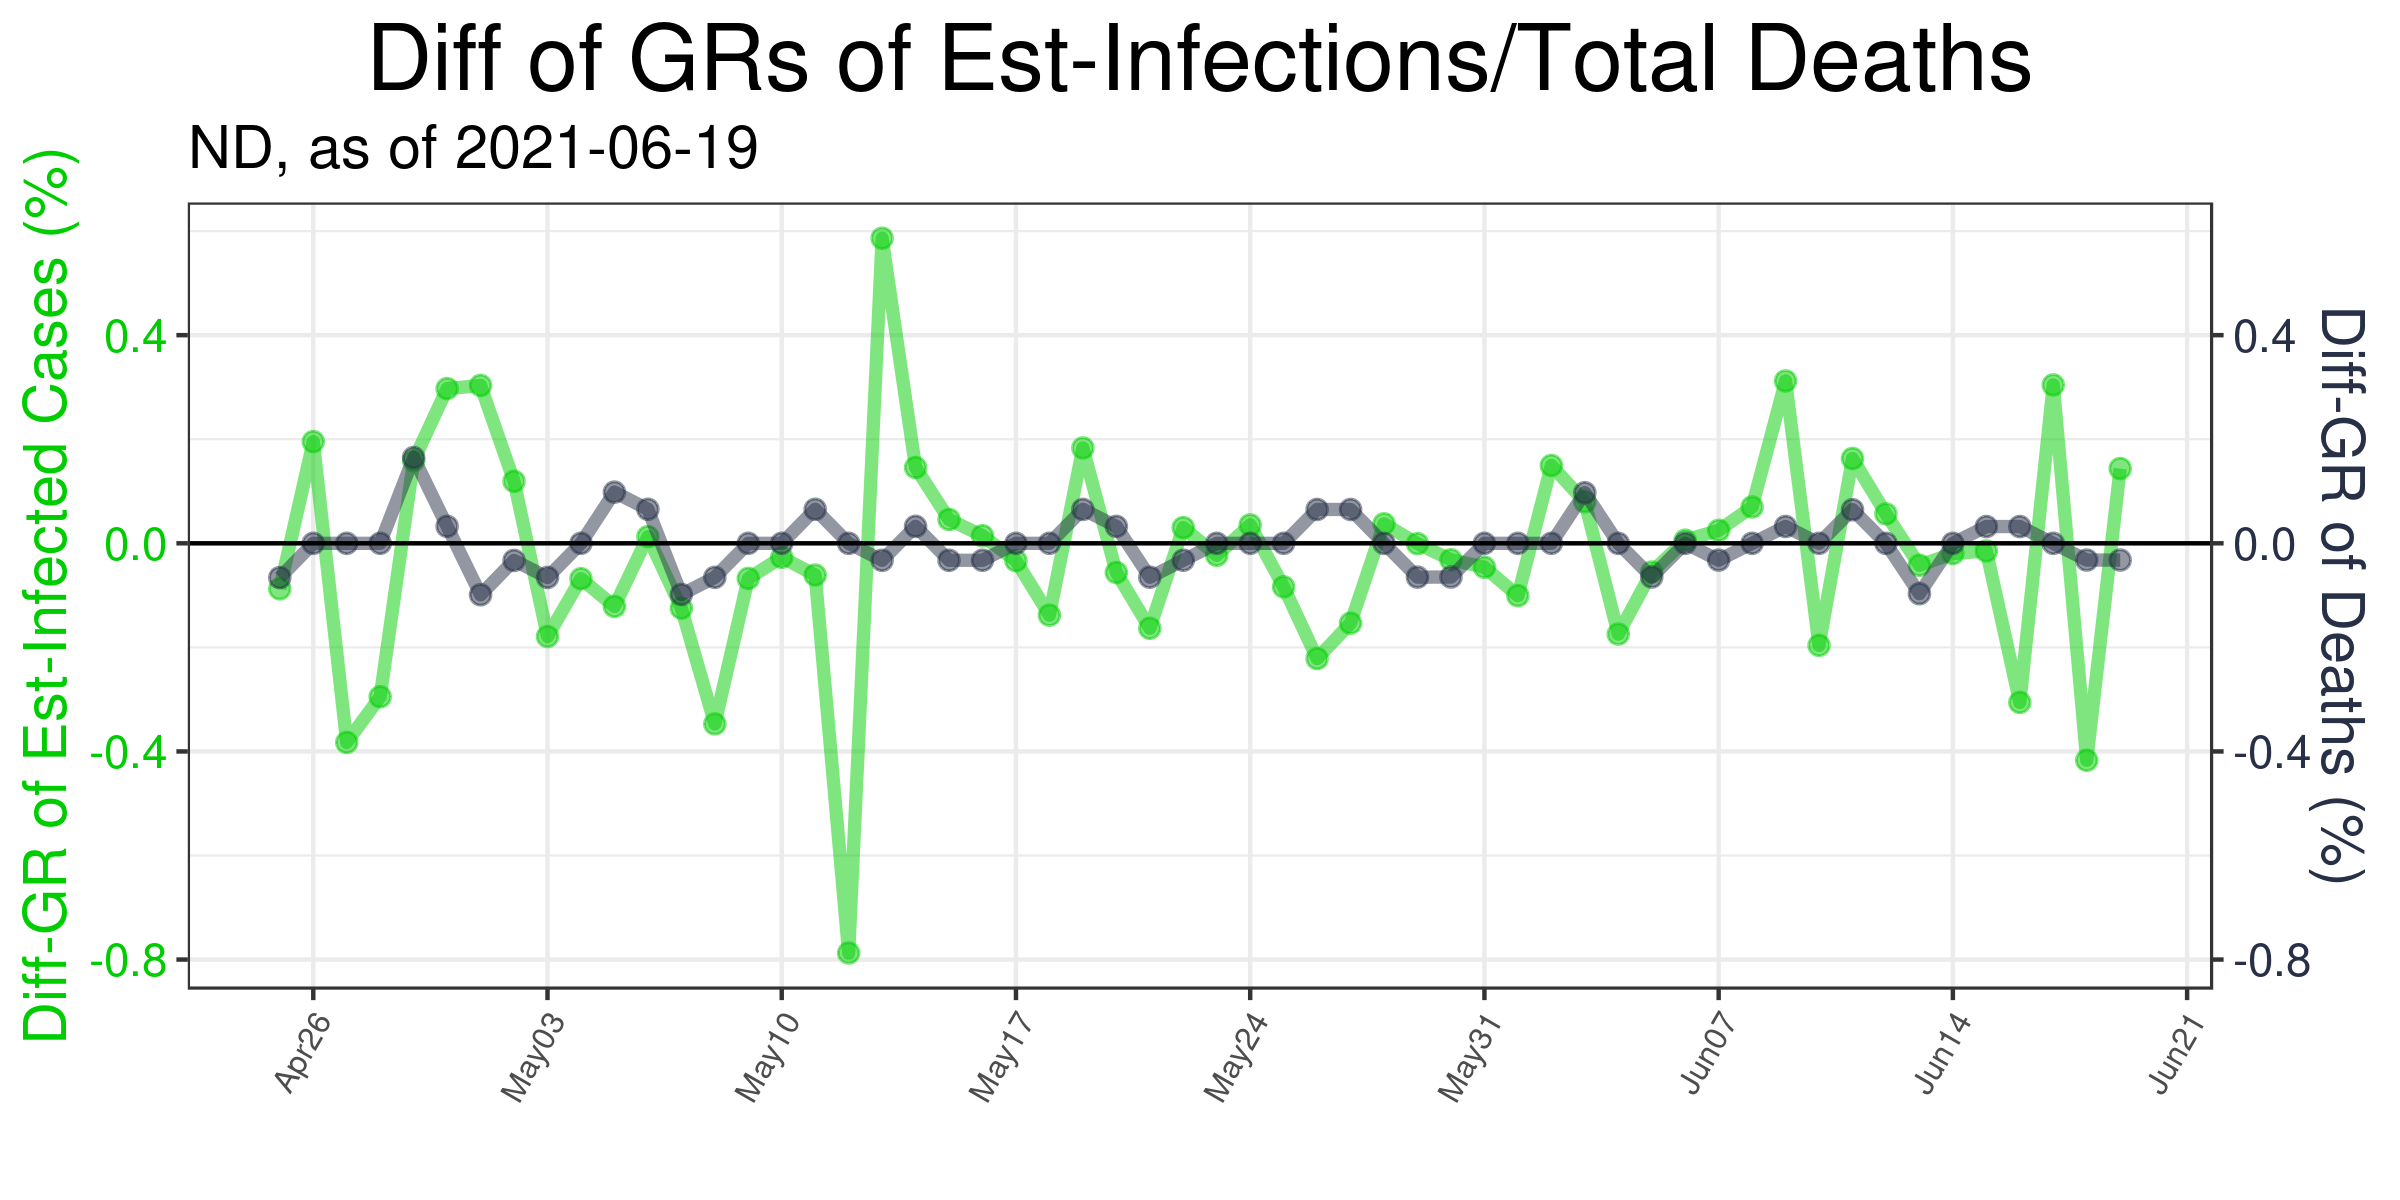 Diff of GRs of Est-Infections/Total Deaths
ND, as of 2021-06-19
Diff-GR of Est-Infected Cases (%)
0.4
0.0
-0.4
-0.8
0.4
0.0
-0.4
-0.8
Diff-GR of Deaths (%)
Apr26
May03
May10
May17
May24
May31
Jun07
Jun14
Jun21